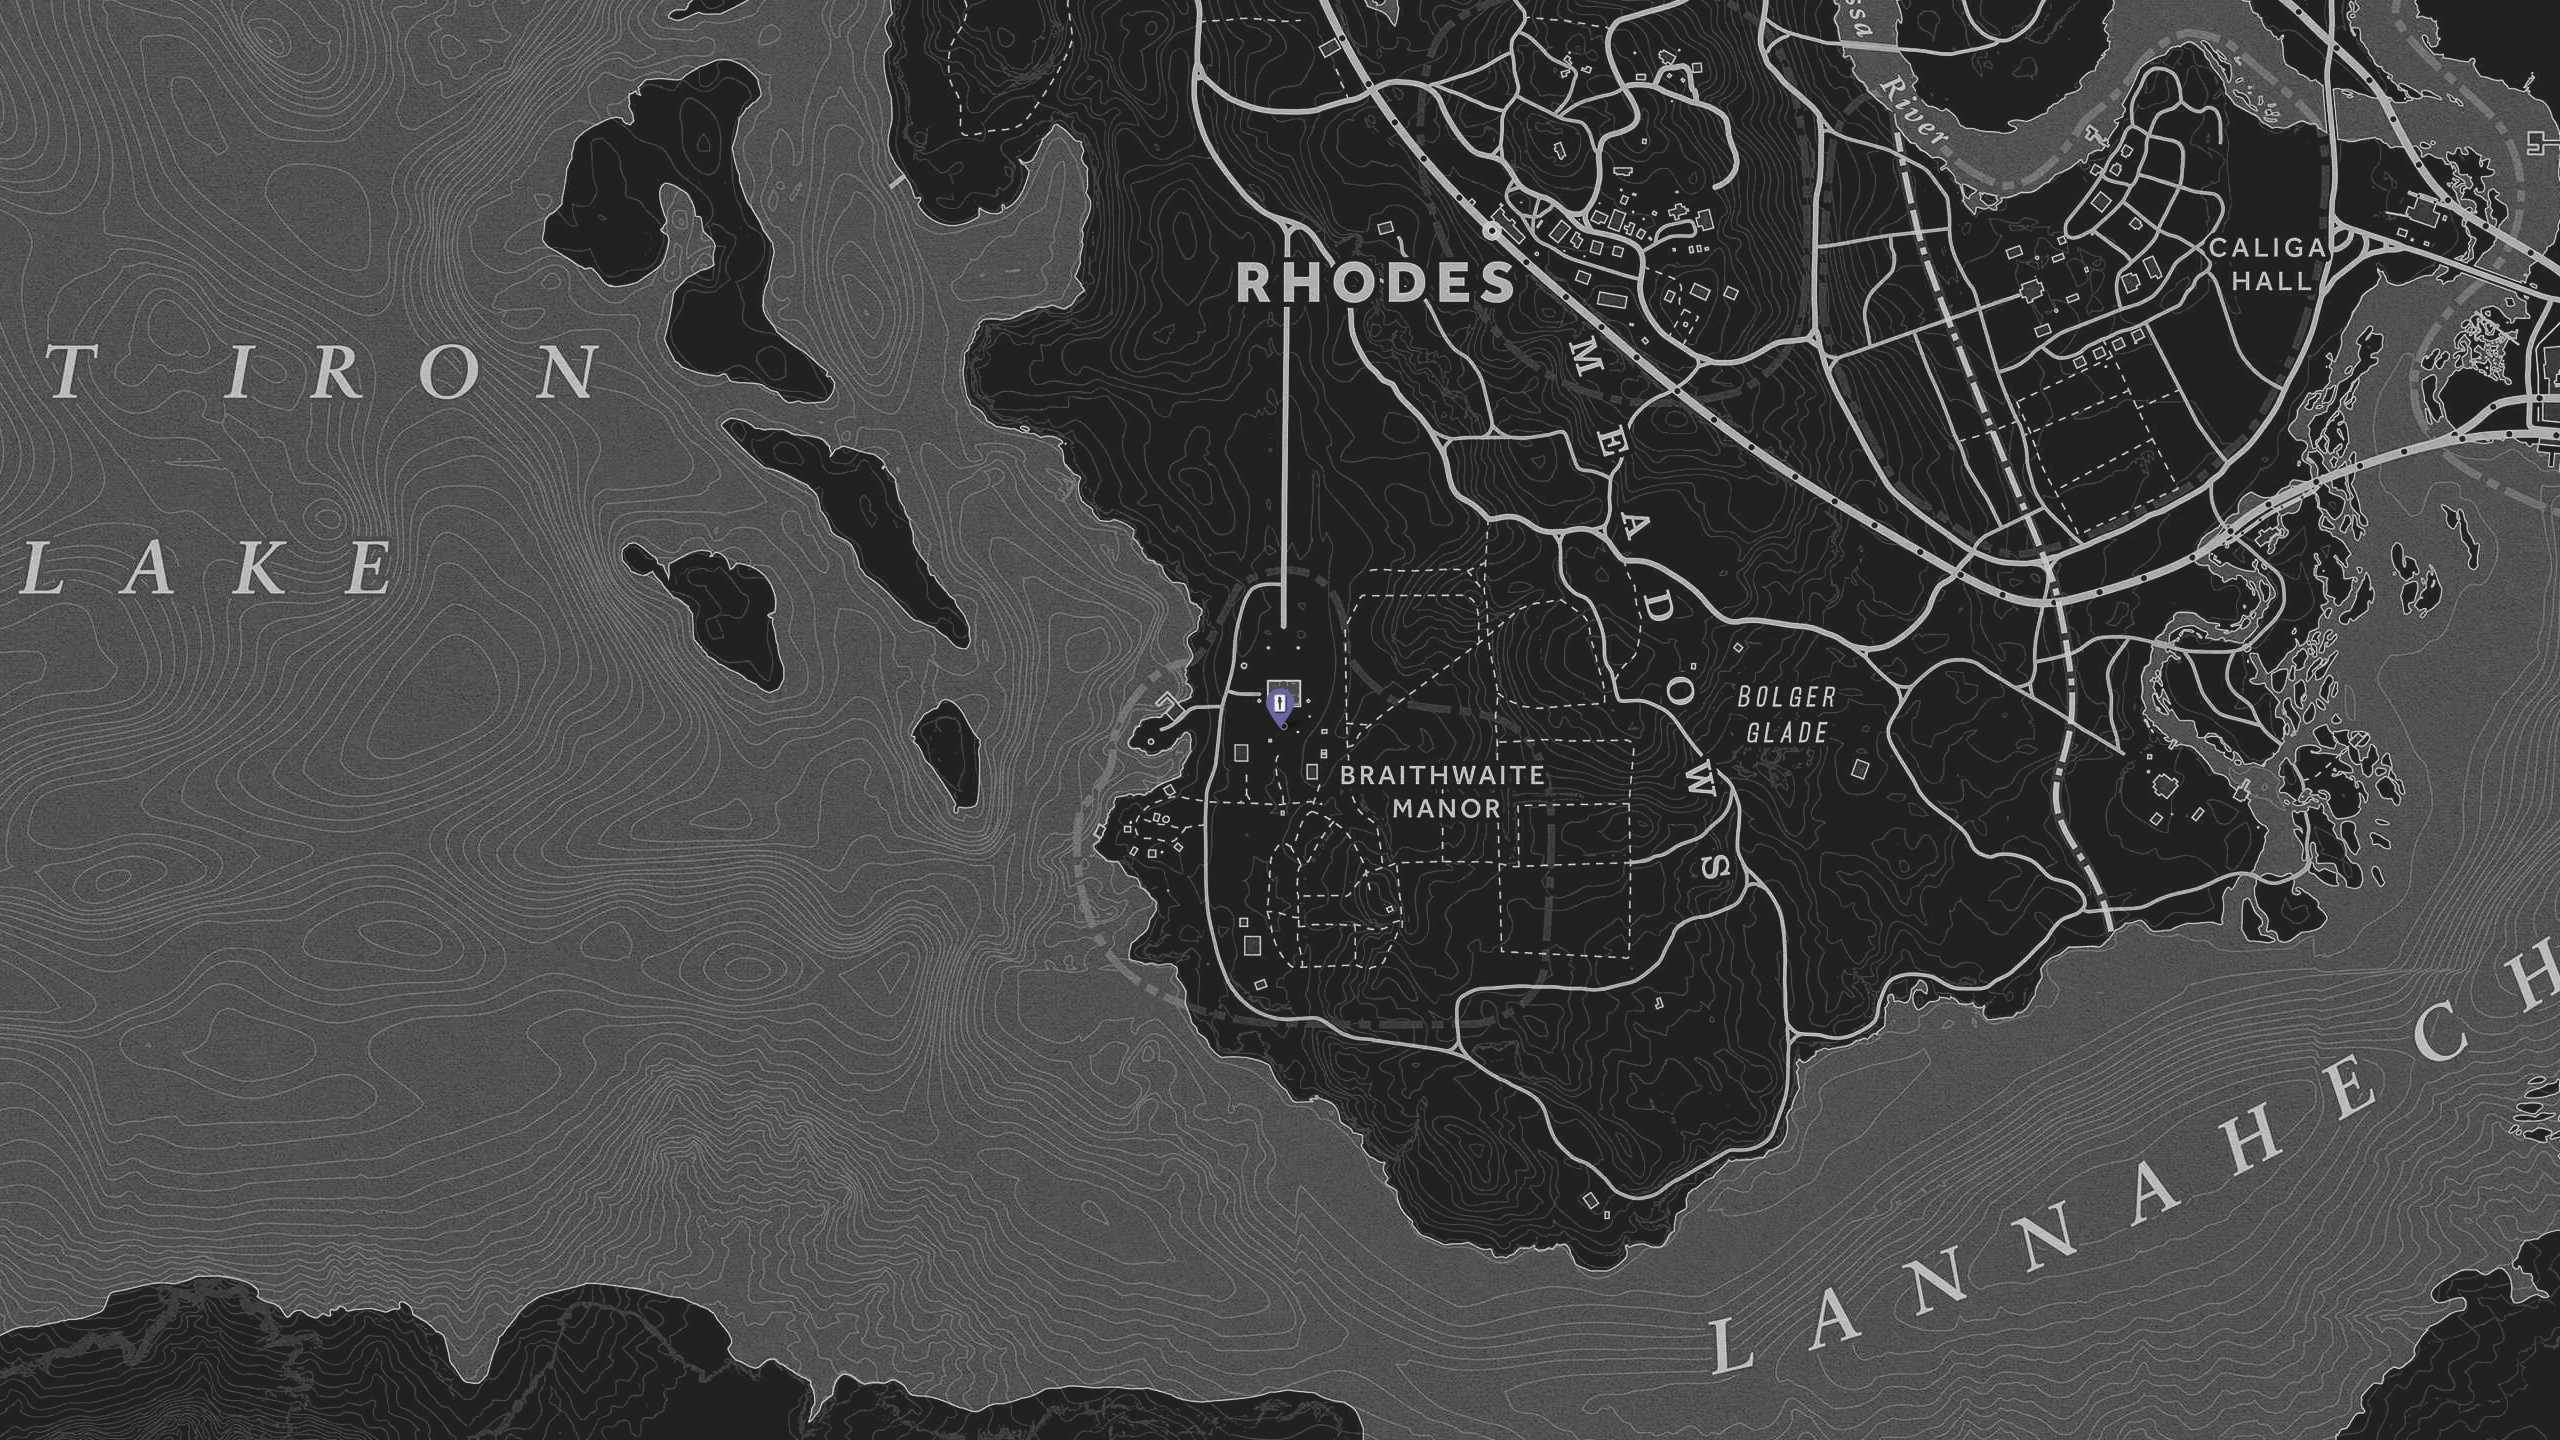 River
CALIGA
HALL
RHODES
T IRON
LAKE
MEADOWS
BOLGER
GLADE
BRAITHWAITE
MANOR
LANNAHECH